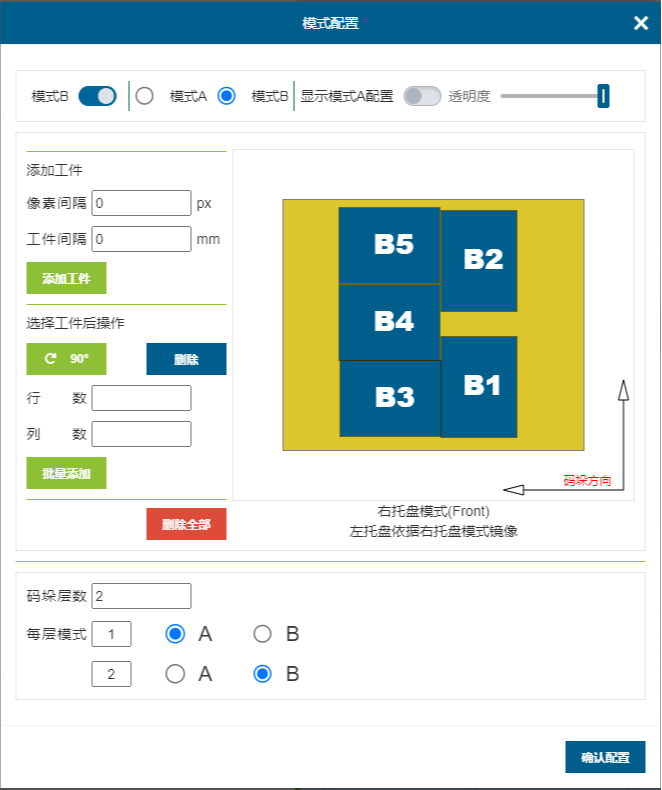 模式配置
模式B 模式A 模式B 显示模式A配置 透明度
添加工件
像素间隔 0 px
工件间隔 0 mm
添加工件
选择工件后操作
90° 删除
行 数
列 数
批量添加
删除全部
B5
B2
B4
B3
B1
码垛方向
右托盘模式(Front)
左托盘依据右托盘模式镜像
码垛层数 2
每层模式 1 A B
2 A B
确认配置